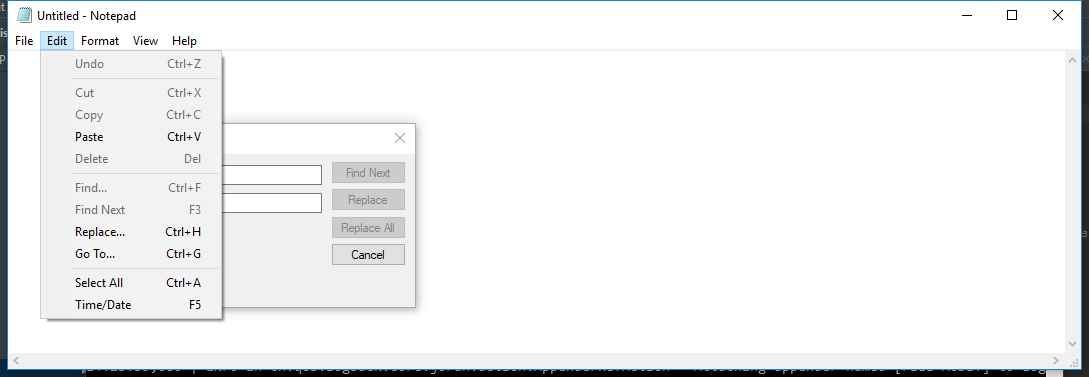 Untitled - Notepad
File Edit Format View Help
Undo Ctrl+Z
Cut Ctrl+X
Copy Ctrl+C
Paste Ctrl+V
Delete Del
Find... Ctrl+F
Find Next F3
Replace... Ctrl+H
Go To... Ctrl+G
Select All Ctrl+A
Time/Date F5
Find Next
Replace
Replace All
Cancel